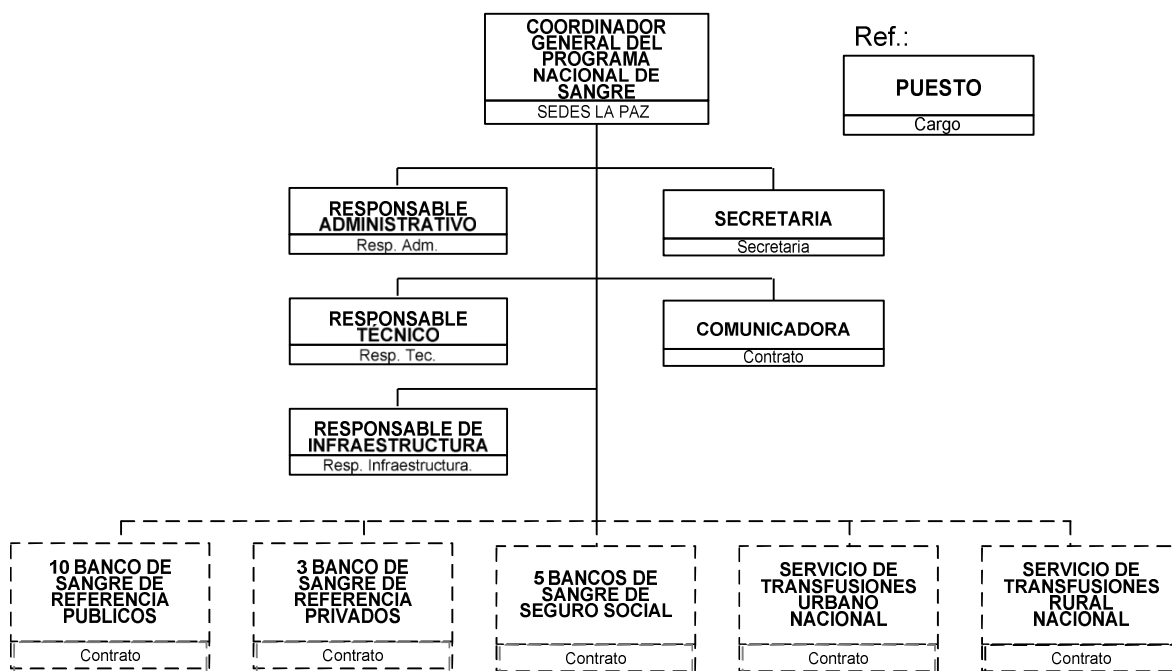 COORDINADOR
GENERAL DEL
PROGRAMA
NACIONAL DE
SANGRE
SEDES LA PAZ
Ref.:
PUESTO
Cargo
RESPONSABLE
ADMINISTRATIVO
Resp. Adm.
SECRETARIA
Secretaria
RESPONSABLE
TÉCNICO
Resp. Tec.
COMUNICADORA
Contrato
RESPONSABLE DE
INFRAESTRUCTURA
Resp. Infraestructura.
10 BANCO DE
SANGRE DE
REFERENCIA
PUBLICOS
Contrato
3 BANCO DE
SANGRE DE
REFERENCIA
PRIVADOS
Contrato
5 BANCOS DE
SANGRE DE
SEGURO SOCIAL
Contrato
SERVICIO DE
TRANSFUSIONES
URBANO
NACIONAL
Contrato
SERVICIO DE
TRANSFUSIONES
RURAL
NACIONAL
Contrato